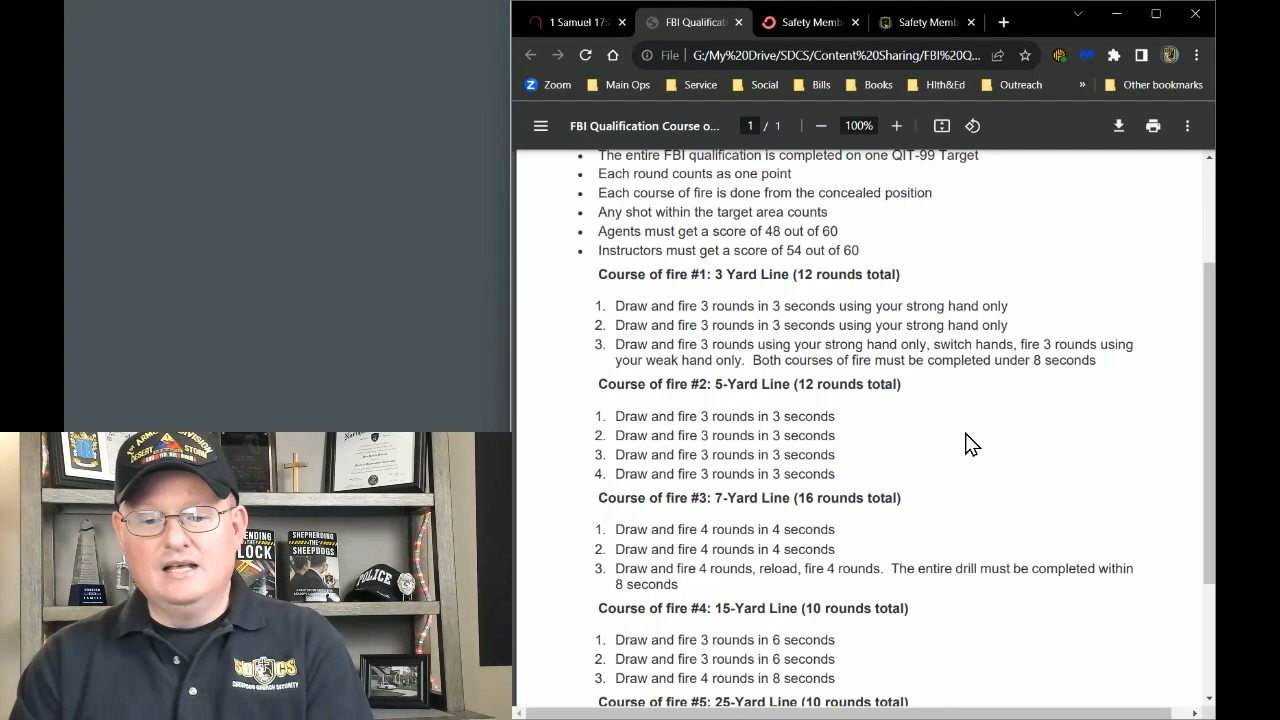 1 Samuel 17:
FBI Qualificat
Safety Memb
Safety Memb
File
G:/My%20Drive/SDCS/Content%20Sharing/FBI%20Q...
Zoom
Main Ops
Service
Social
Bills
Books
Hlth&Ed
Outreach
»
Other bookmarks
FBI Qualification Course o...
1 / 1
100%
• The entire FBI qualification is completed on one QIT-99 Target
• Each round counts as one point
• Each course of fire is done from the concealed position
• Any shot within the target area counts
• Agents must get a score of 48 out of 60
• Instructors must get a score of 54 out of 60
Course of fire #1: 3 Yard Line (12 rounds total)
1. Draw and fire 3 rounds in 3 seconds using your strong hand only
2. Draw and fire 3 rounds in 3 seconds using your strong hand only
3. Draw and fire 3 rounds using your strong hand only, switch hands, fire 3 rounds using
your weak hand only. Both courses of fire must be completed under 8 seconds
Course of fire #2: 5-Yard Line (12 rounds total)
1. Draw and fire 3 rounds in 3 seconds
2. Draw and fire 3 rounds in 3 seconds
3. Draw and fire 3 rounds in 3 seconds
4. Draw and fire 3 rounds in 3 seconds
Course of fire #3: 7-Yard Line (16 rounds total)
1. Draw and fire 4 rounds in 4 seconds
2. Draw and fire 4 rounds in 4 seconds
3. Draw and fire 4 rounds, reload, fire 4 rounds. The entire drill must be completed within
8 seconds
Course of fire #4: 15-Yard Line (10 rounds total)
1. Draw and fire 3 rounds in 6 seconds
2. Draw and fire 3 rounds in 6 seconds
3. Draw and fire 4 rounds in 8 seconds
Course of fire #5: 25-Yard Line (10 rounds total)
DESERT STORM
LOCK
SHEPHERDING
THE
SHEEPDOGS
POLICE
SDCS
SHEEPDOG CHURCH SECURITY